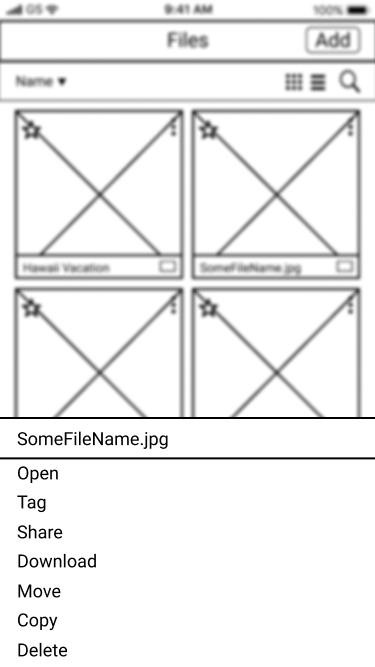 GS 9:41 AM 100%
Files Add
Name ▼
Hawaii Vacation SomeFileName.jpg
SomeFileName.jpg
Open
Tag
Share
Download
Move
Copy
Delete